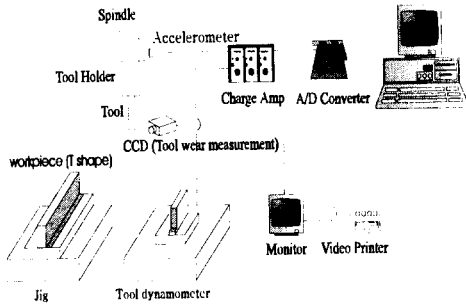 Spindle
Accelerometer
Tool Holder
Charge Amp
A/D Converter
Tool
CCD (Tool wear measurement)
workpiece (T shape)
Monitor
Video Printer
Jig
Tool dynamometer